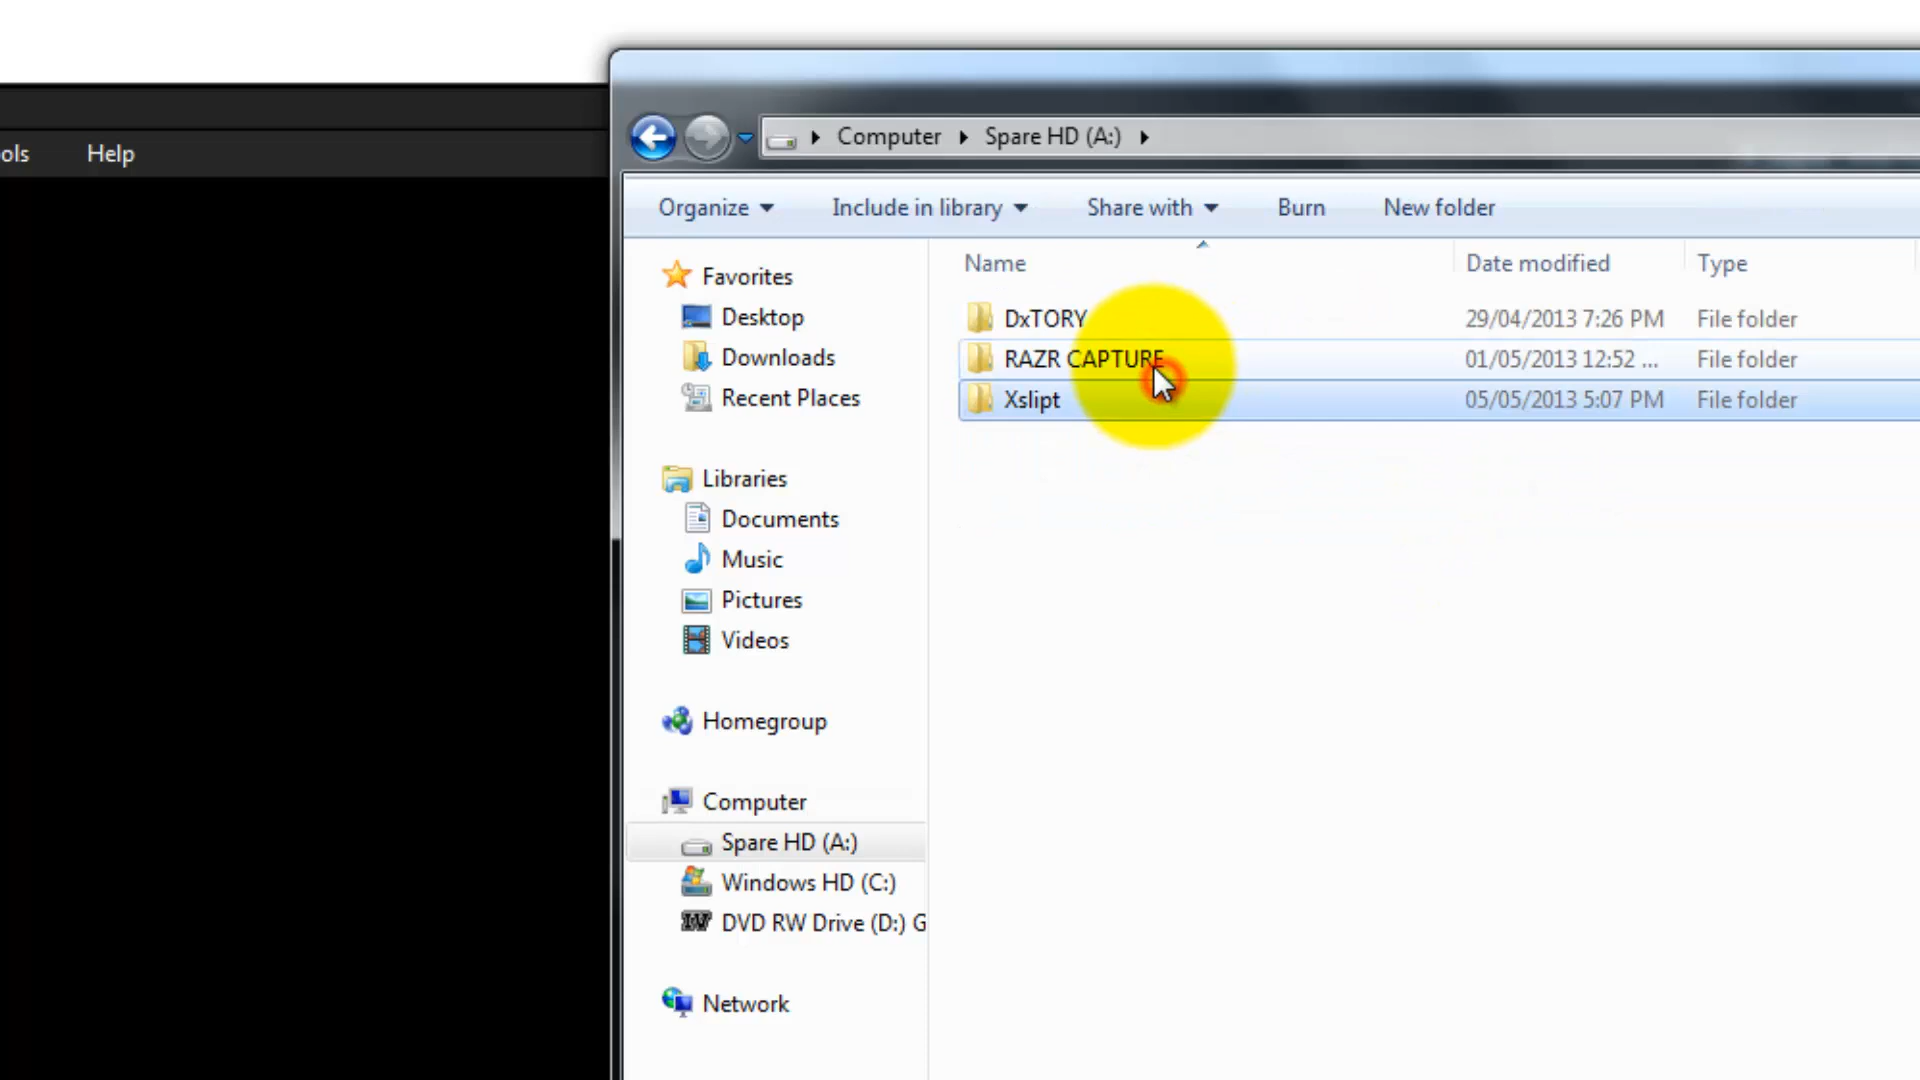 ols Help
Computer Spare HD (A:)
Organize Include in library Share with Burn New folder
Name Date modified Type
DxTORY 29/04/2013 7:26 PM File folder
RAZR CAPTURE 01/05/2013 12:52 ... File folder
Xslipt 05/05/2013 5:07 PM File folder
Favorites
Desktop
Downloads
Recent Places
Libraries
Documents
Music
Pictures
Videos
Homegroup
Computer
Spare HD (A:)
Windows HD (C:)
DVD RW Drive (D:) G
Network